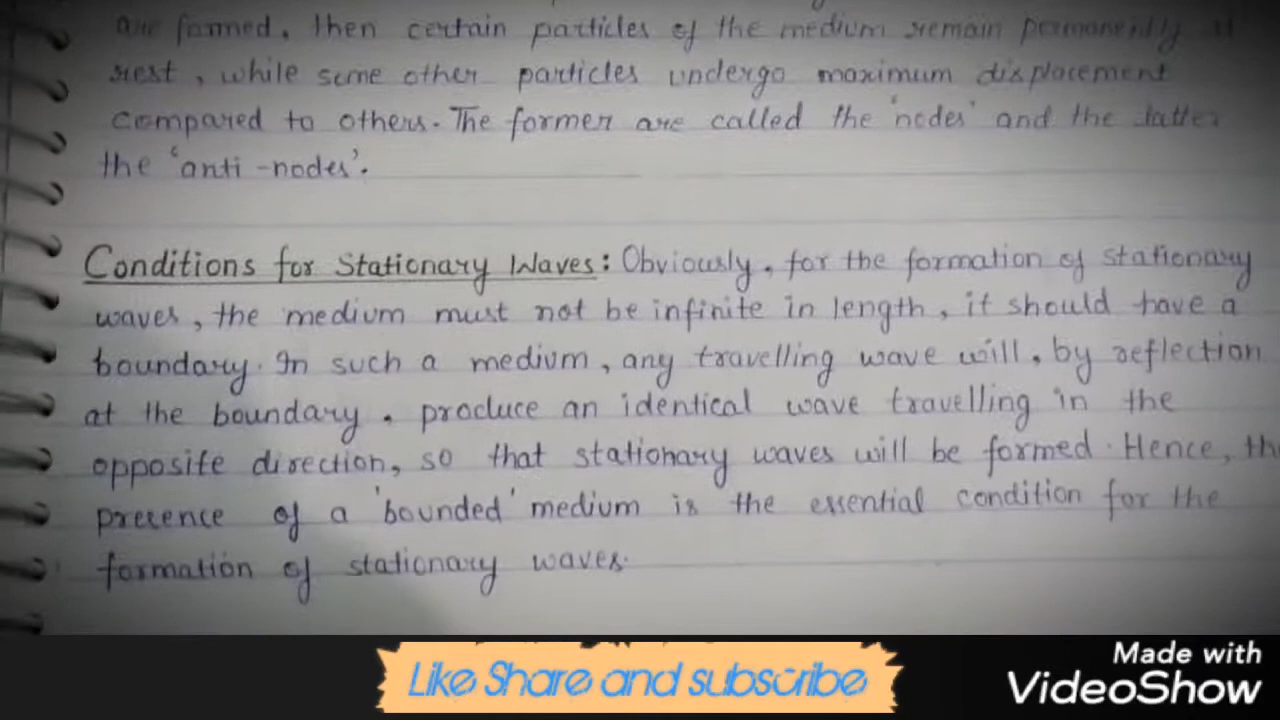 are formed, then certain particles of the medium remain permanently at
rest, while some other particles undergo maximum displacement
compared to others. The former are called the 'nodes' and the latter
the 'anti-nodes'.
Conditions for Stationary Waves: Obviously, for the formation of stationary
waves, the medium must not be infinite in length, it should have a
boundary. In such a medium, any travelling wave will, by reflection
at the boundary, produce an identical wave travelling in the
opposite direction, so that stationary waves will be formed. Hence, th
presence of a 'bounded' medium is the essential condition for the
formation of stationary waves.
Like Share and subscribe
Made with
VideoShow